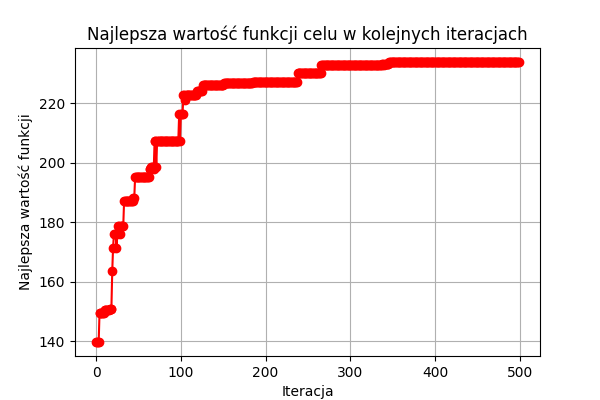 Najlepsza wartość funkcji celu w kolejnych iteracjach
Najlepsza wartość funkcji
220
200
180
160
140
0 100 200 300 400 500
Iteracja